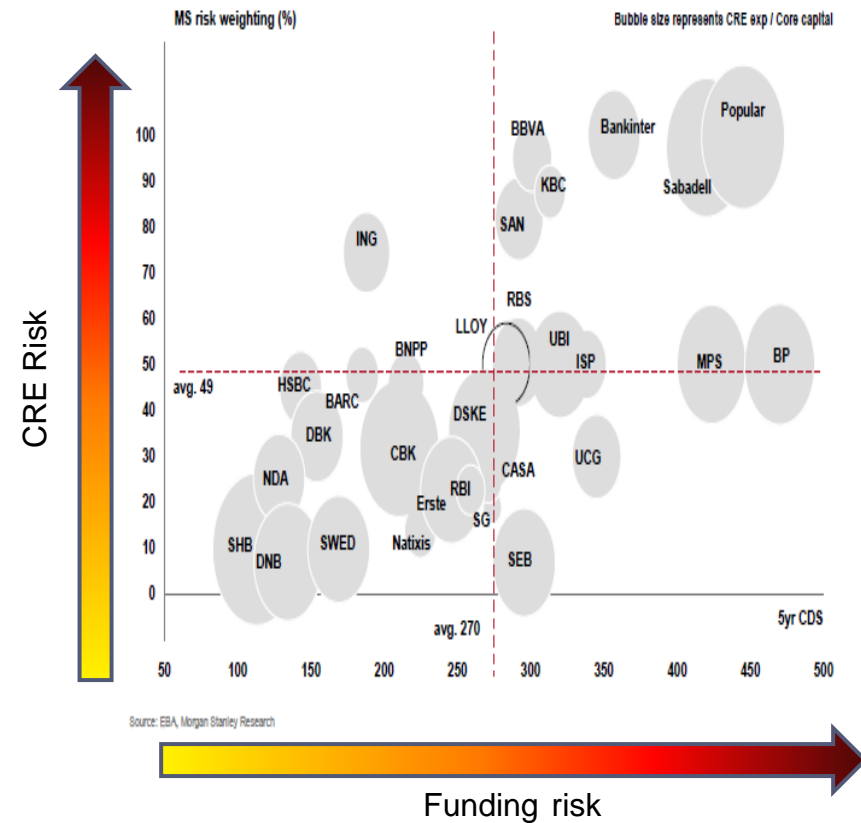 MS risk weighting (%)
Bubble size represents CRE exp / Core capital
CRE Risk
100
90
80
70
60
50
40
30
20
10
0
BBVA
Bankinter
Popular
KBC
Sabadell
SAN
ING
RBS
LLOY
UBI
BNPP
ISP
MPS
BP
avg. 49
HSBC
BARC
DSKE
DBK
CBK
UCG
NDA
CASA
RBI
Erste
SG
SHB
DNB
SWED
Natixis
SEB
5yr CDS
avg. 270
50 100 150 200 250 300 350 400 450 500
Source: EBA, Morgan Stanley Research
Funding risk